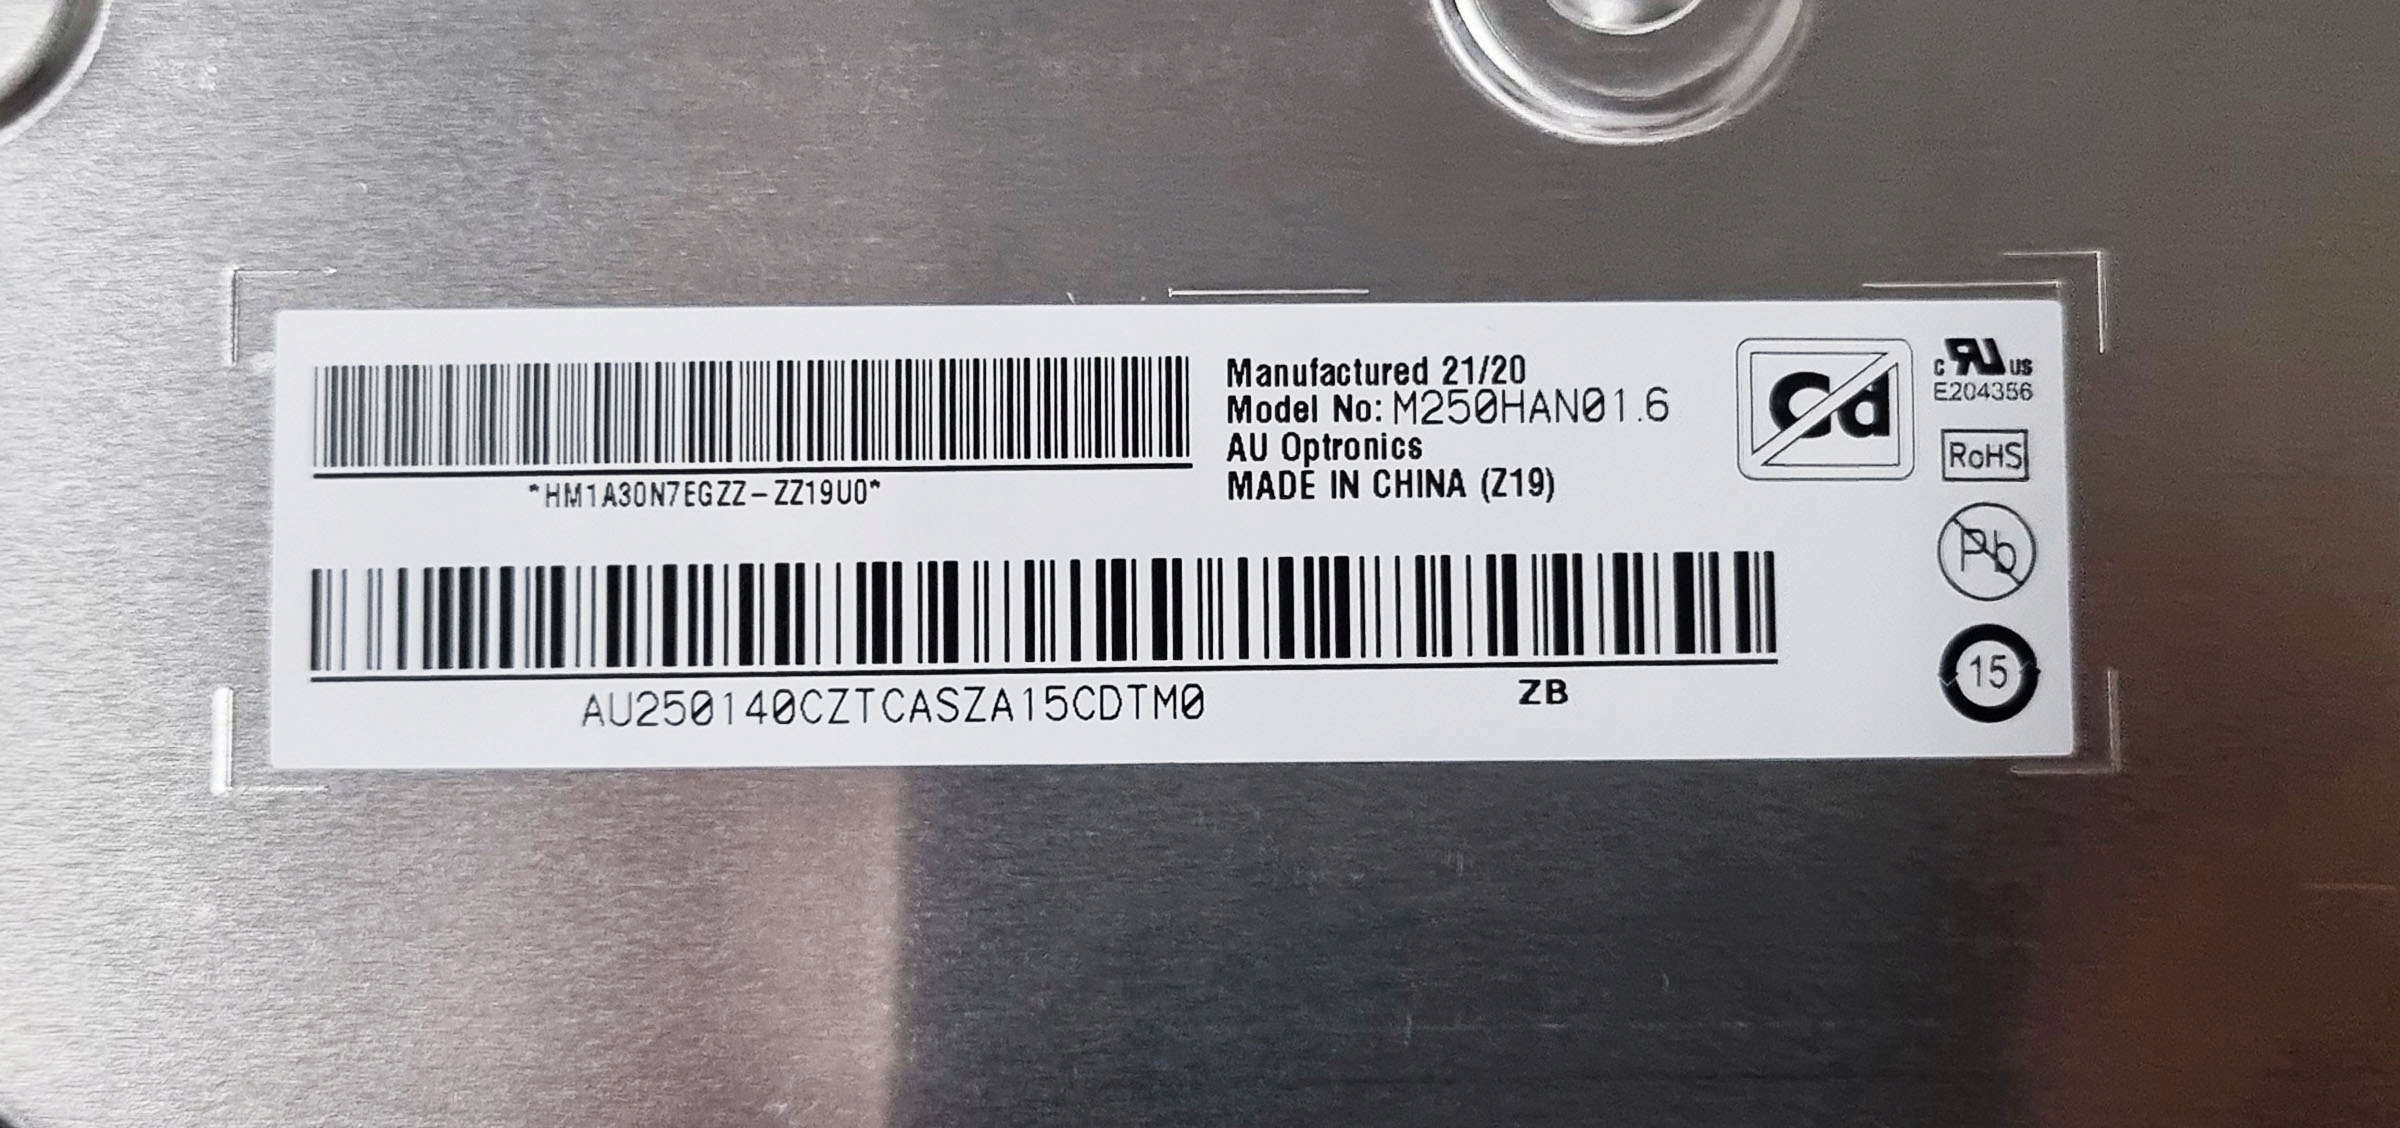 Manufactured 21/20
Model No: M250HAN01.6
AU Optronics
MADE IN CHINA (Z19)
*HM1A30N7EGZZ-ZZ19U0*
Cd
c RU US
E204356
RoHS
Pb
15
AU250140CZTCASZA15CDTM0
ZB